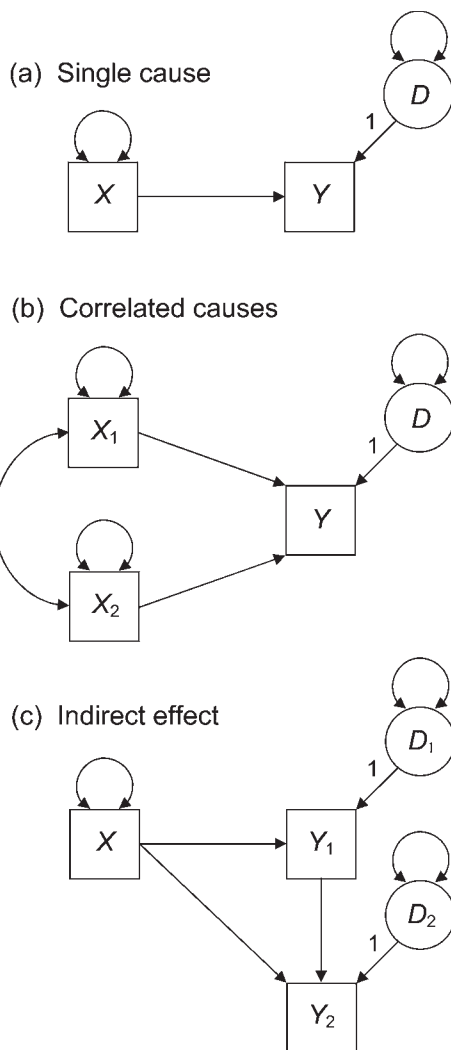 (a) Single cause
D
1
X
Y
(b) Correlated causes
D
X₁
1
Y
X₂
(c) Indirect effect
D₁
1
X
Y₁
D₂
1
Y₂